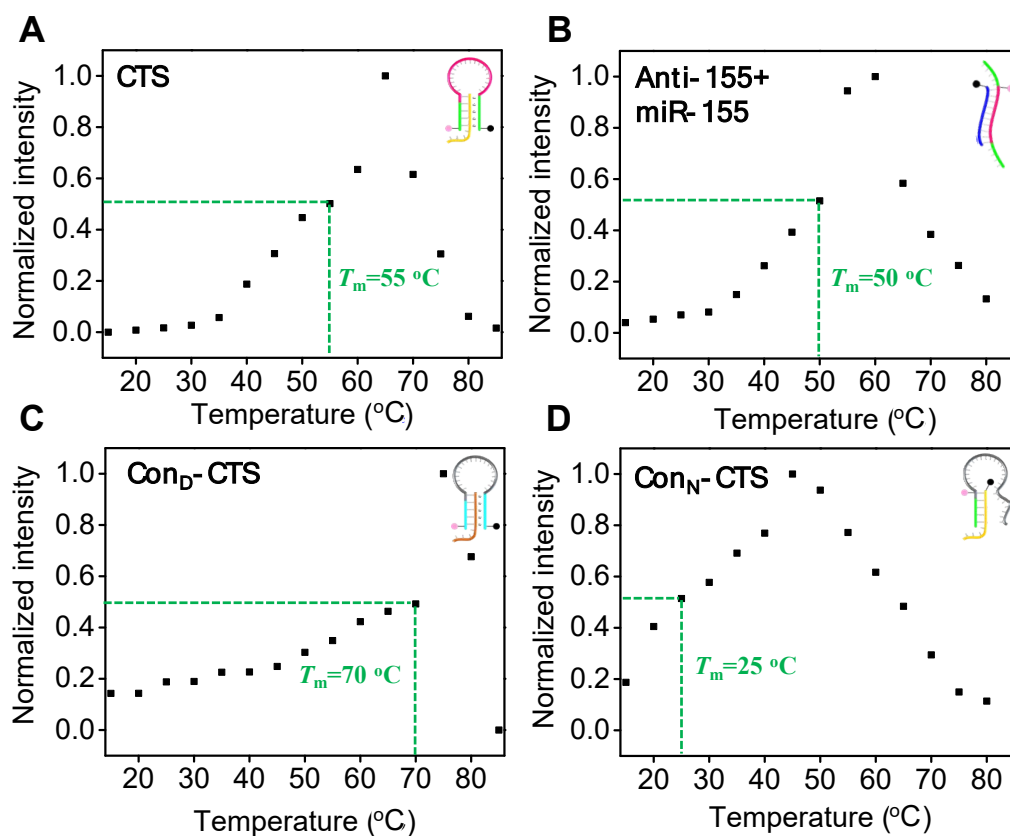 A
CTS
Normalized intensity
1.0
0.8
0.6
0.4
0.2
0.0
Tm=55 oC
20 30 40 50 60 70 80
Temperature (oC)
B
Anti-155+
miR-155
Normalized intensity
1.0
0.8
0.6
0.4
0.2
0.0
Tm=50 oC
20 30 40 50 60 70 80
Temperature (oC)
C
ConD-CTS
Normalized intensity
1.0
0.8
0.6
0.4
0.2
0.0
Tm=70 oC
20 30 40 50 60 70 80
Temperature (oC)
D
ConN-CTS
Normalized intensity
1.0
0.8
0.6
0.4
0.2
0.0
Tm=25 oC
20 30 40 50 60 70 80
Temperature (oC)